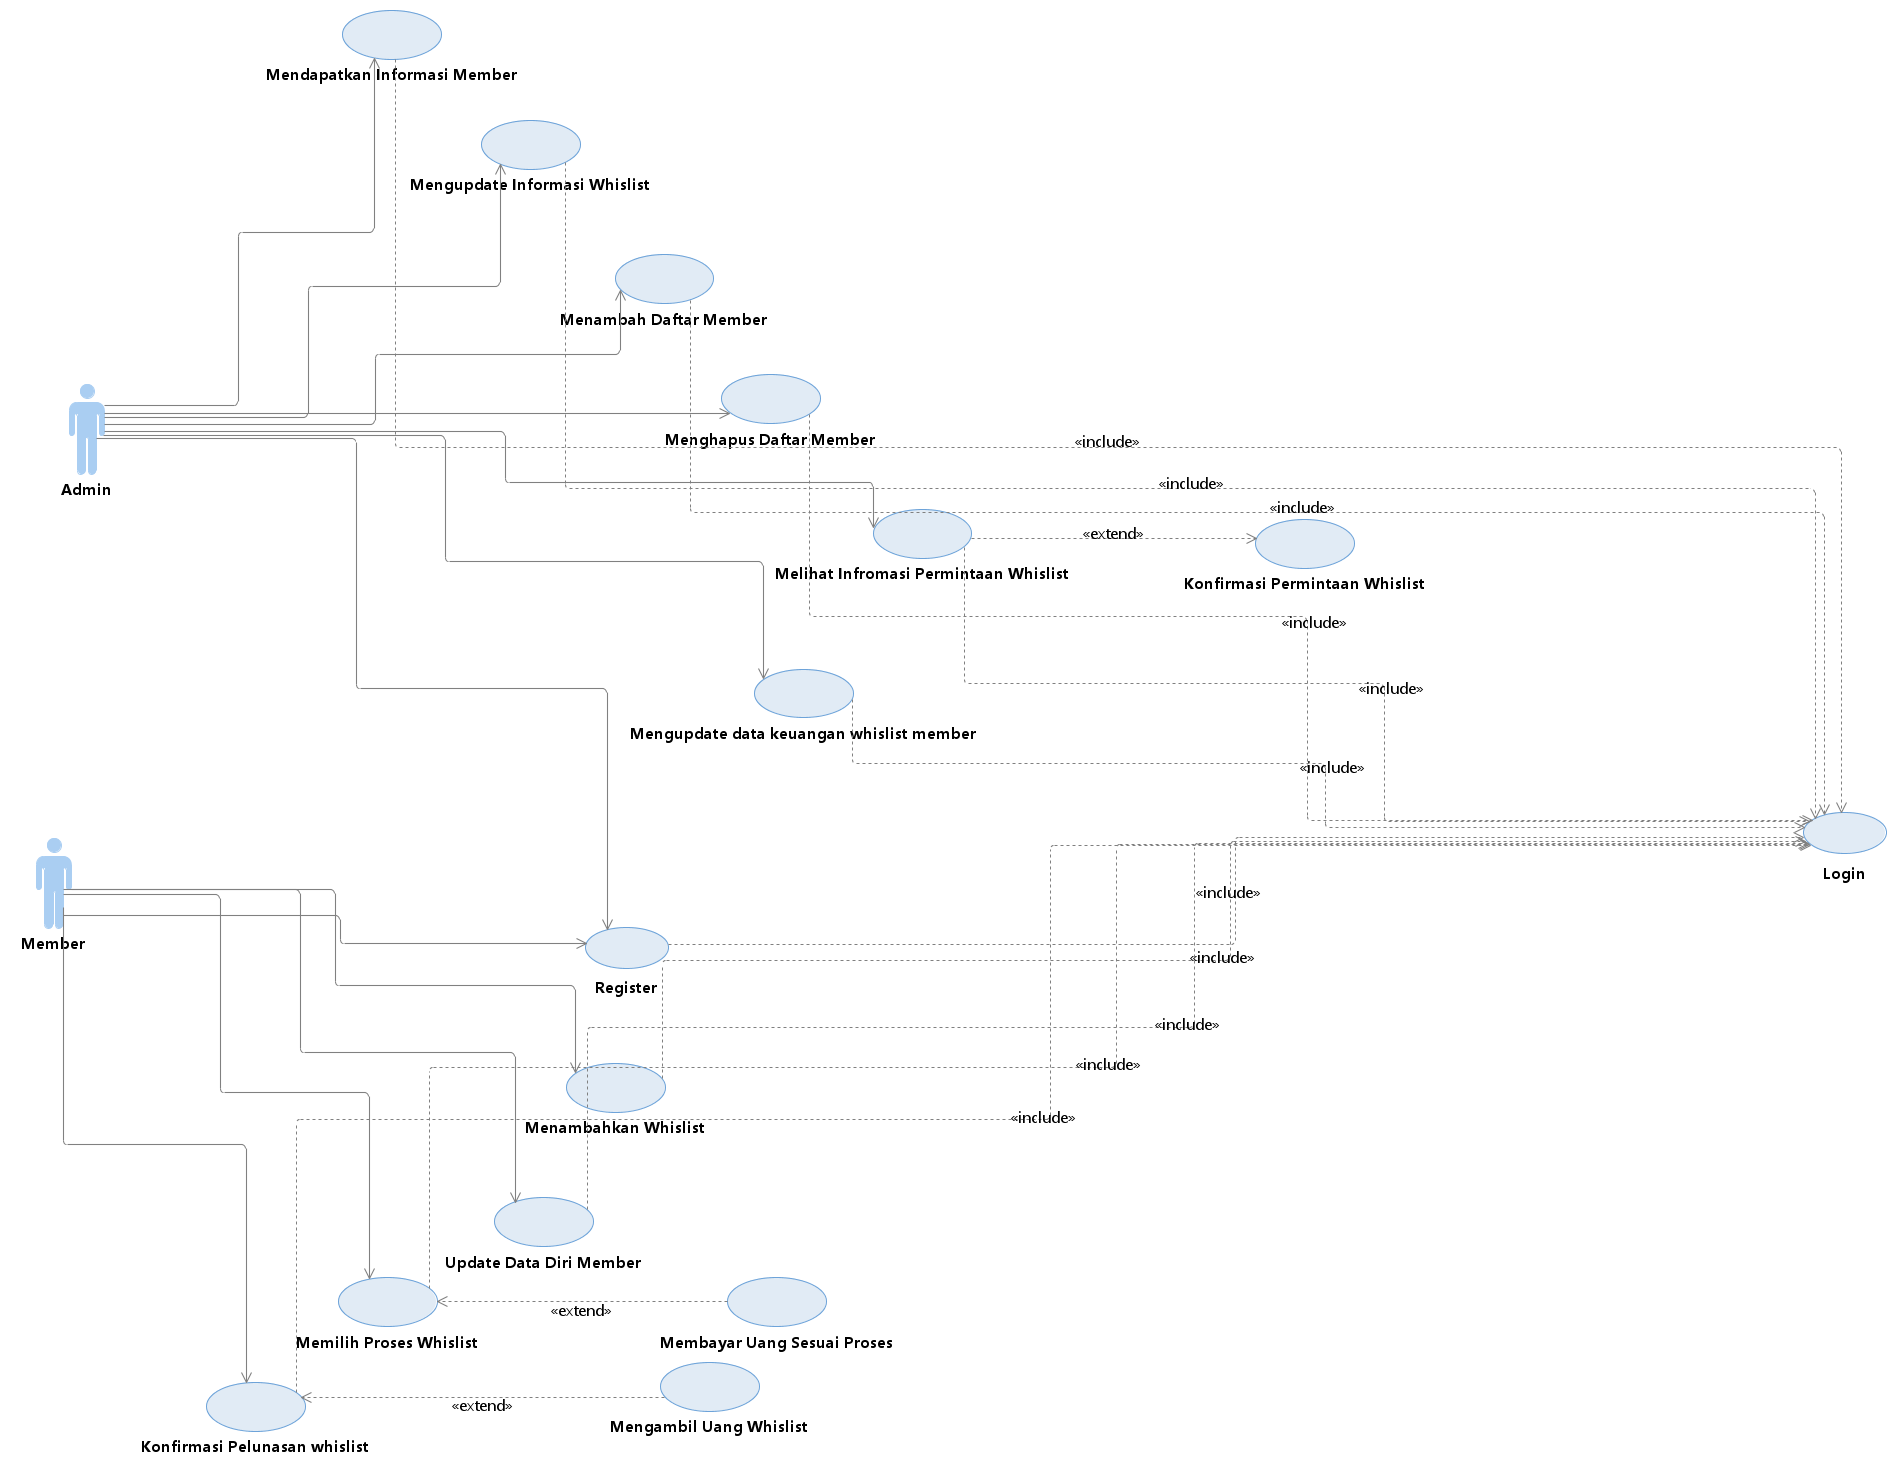 Mendapatkan Informasi Member
Mengupdate Informasi Whislist
Menambah Daftar Member
Menghapus Daftar Member
«include»
«include»
Admin
«include»
«extend»
Melihat Infromasi Permintaan Whislist
Konfirmasi Permintaan Whislist
«include»
«include»
Mengupdate data keuangan whislist member
«include»
Login
«include»
Member
«include»
Register
«include»
«include»
«include»
Menambahkan Whislist
Update Data Diri Member
«extend»
Memilih Proses Whislist
Membayar Uang Sesuai Proses
«extend»
Mengambil Uang Whislist
Konfirmasi Pelunasan whislist